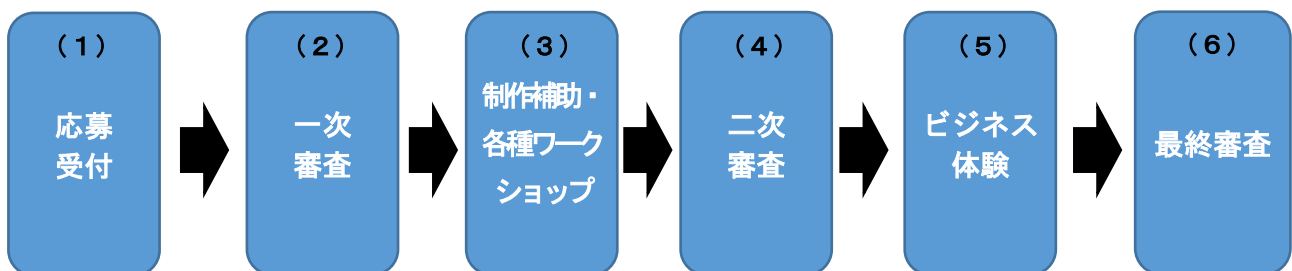 (1)
応募
受付
(2)
一次
審査
(3)
制作補助・
各種ワーク
ショップ
(4)
二次
審査
(5)
ビジネス
体験
(6)
最終審査